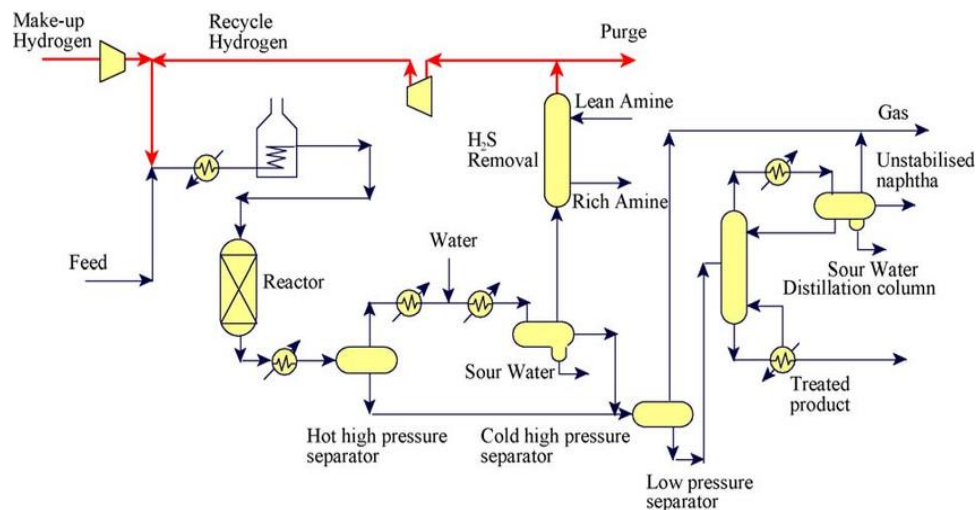 Make-up
Hydrogen
Recycle
Hydrogen
Purge
Lean Amine
H₂S
Removal
Rich Amine
Gas
Unstabilised
naphtha
Feed
Reactor
Water
Sour Water
Sour Water
Distillation column
Treated
product
Hot high pressure
separator
Cold high pressure
separator
Low pressure
separator